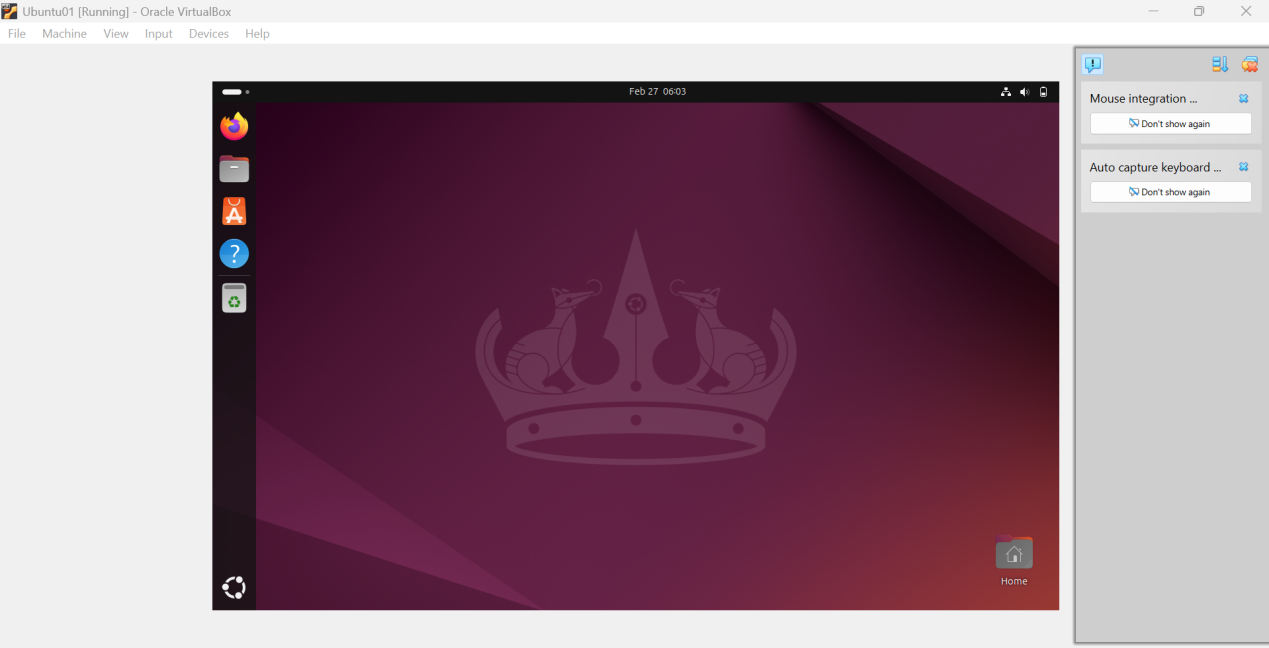 Ubuntu01 [Running] - Oracle VirtualBox
File Machine View Input Devices Help
Feb 27 06:03
Mouse integration ...
Don't show again
Auto capture keyboard ...
Don't show again
Home